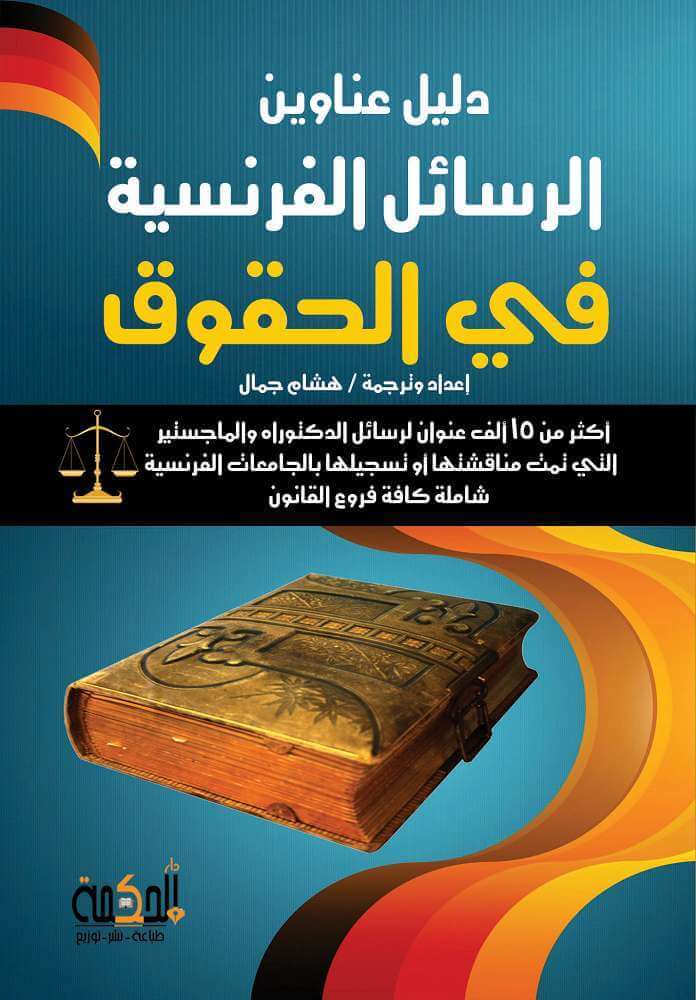 دليل عناوين
الرسائل الفرنسية
في الحقوق
إعداد وترجمة / هشام جمال
أكثر من ١٥ ألف عنوان لرسائل الدكتوراه والماجستير
التي تمت مناقشتها أو تسجيلها بالجامعات الفرنسية
شاملة كافة فروع القانون
دار
الحكمة
طباعة - نشر - توزيع